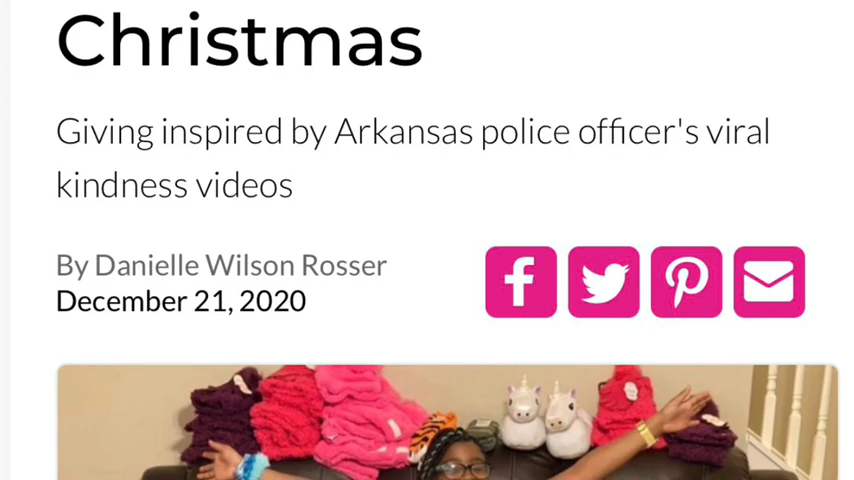 Christmas
Giving inspired by Arkansas police officer's viral
kindness videos
By Danielle Wilson Rosser
December 21, 2020